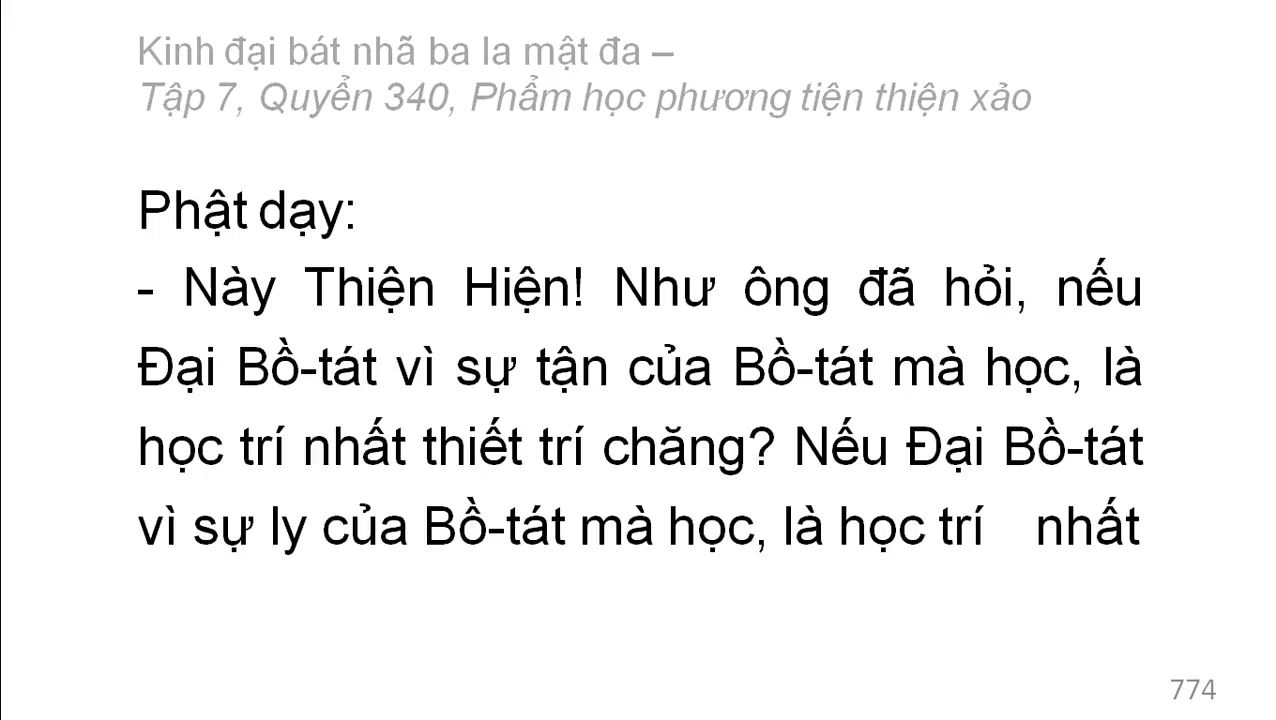 Kinh đại bát nhã ba la mật đa –
Tập 7, Quyển 340, Phẩm học phương tiện thiện xảo
Phật dạy:
- Này Thiện Hiện! Như ông đã hỏi, nếu
Đại Bồ-tát vì sự tận của Bồ-tát mà học, là
học trí nhất thiết trí chăng? Nếu Đại Bồ-tát
vì sự ly của Bồ-tát mà học, là học trí nhất
774